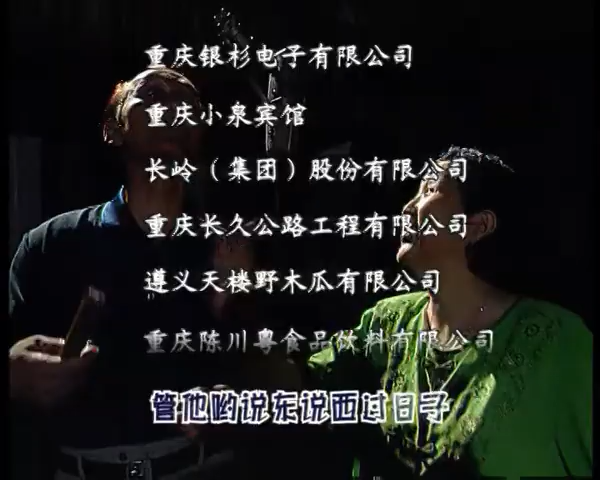 重庆银杉电子有限公司
重庆小泉宾馆
长岭（集团）股份有限公司
重庆长久公路工程有限公司
遵义天楼野木瓜有限公司
重庆陈川粤食品饮料有限公司
管他哟说东说西过日子